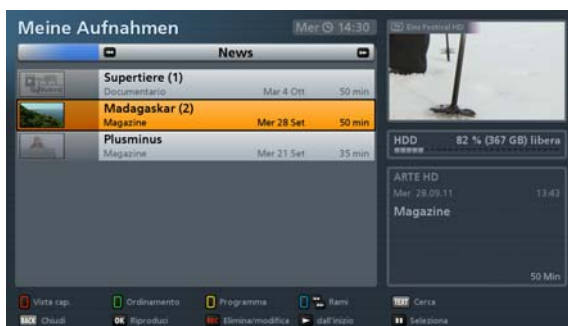 Meine Aufnahmen Mer 14:30
Eins Festival HD
News
Supertiere (1)
Documentario Mar 4 Ott 50 min
Madagaskar (2)
Magazine Mer 28 Set 50 min
Plusminus
Magazine Mer 21 Set 35 min
HDD 82 % (367 GB) libera
ARTE HD
Mer 28.09.11 13:43
Magazine
50 Min
Vista cap. Ordinamento Programma Rami TEXT Cerca
BACK Chiudi OK Riproduci REC Elimina/modifica dall'inizio Seleziona